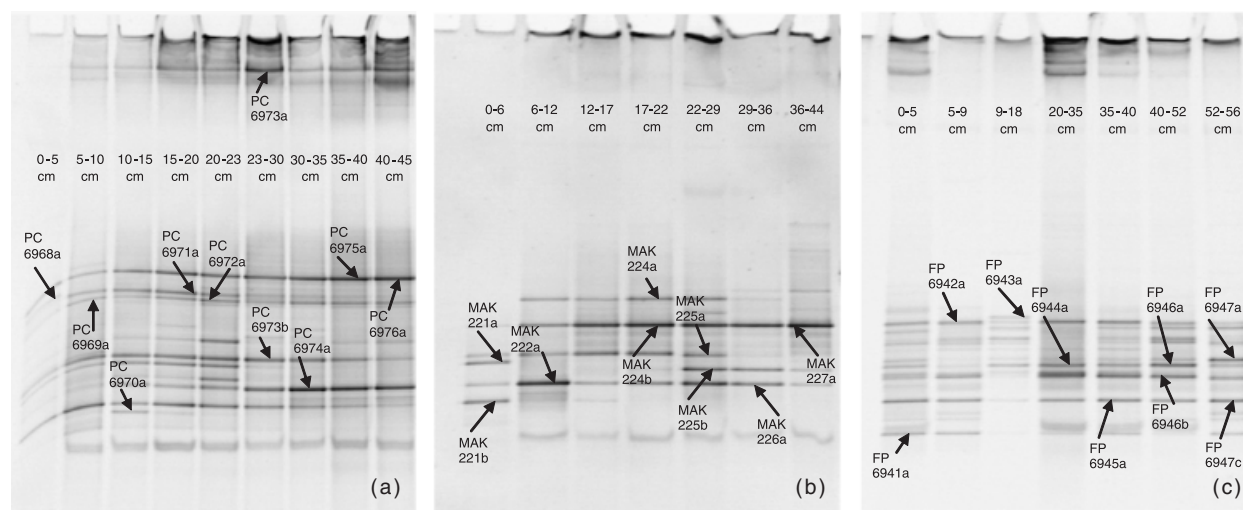 PC
6973a
0-5
cm
5-10
cm
10-15
cm
15-20
cm
20-23
cm
23-30
cm
30-35
cm
35-40
cm
40-45
cm
PC
6968a
PC
6971a
PC
6972a
PC
6975a
PC
6969a
PC
6973b
PC
6974a
PC
6976a
PC
6970a
(a)
0-6
cm
6-12
cm
12-17
cm
17-22
cm
22-29
cm
29-36
cm
36-44
cm
MAK
224a
MAK
221a
MAK
222a
MAK
225a
MAK
224b
MAK
227a
MAK
221b
MAK
225b
MAK
226a
(b)
0-5
cm
5-9
cm
9-18
cm
20-35
cm
35-40
cm
40-52
cm
52-56
cm
FP
6942a
FP
6943a
FP
6944a
FP
6946a
FP
6947a
FP
6941a
FP
6945a
FP
6946b
FP
6947c
(c)